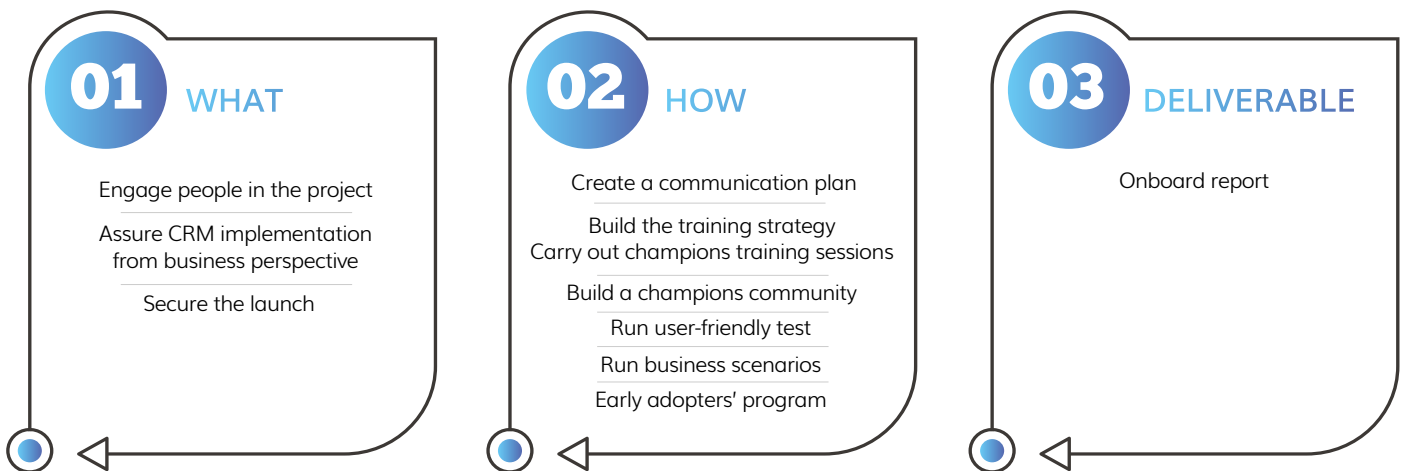 01
WHAT
Engage people in the project
Assure CRM implementation
from business perspective
Secure the launch
02
HOW
Create a communication plan
Build the training strategy
Carry out champions training sessions
Build a champions community
Run user-friendly test
Run business scenarios
Early adopters' program
03
DELIVERABLE
Onboard report